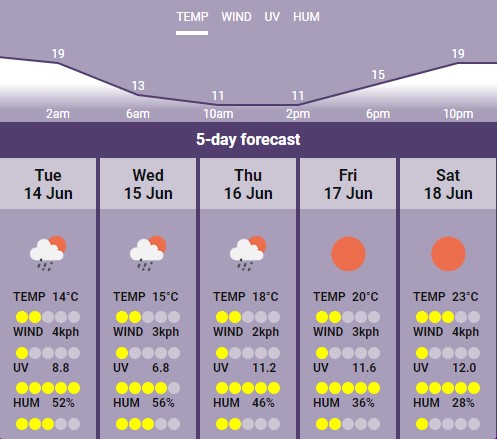 TEMP WIND UV HUM
19 13 11 11 15 19
2am 6am 10am 2pm 6pm 10pm
5-day forecast
Tue Wed Thu Fri Sat
14 Jun 15 Jun 16 Jun 17 Jun 18 Jun
TEMP 14°C TEMP 15°C TEMP 18°C TEMP 20°C TEMP 23°C
WIND 4kph WIND 3kph WIND 2kph WIND 3kph WIND 4kph
UV 8.8 UV 6.8 UV 11.2 UV 11.6 UV 12.0
HUM 52% HUM 56% HUM 46% HUM 36% HUM 28%